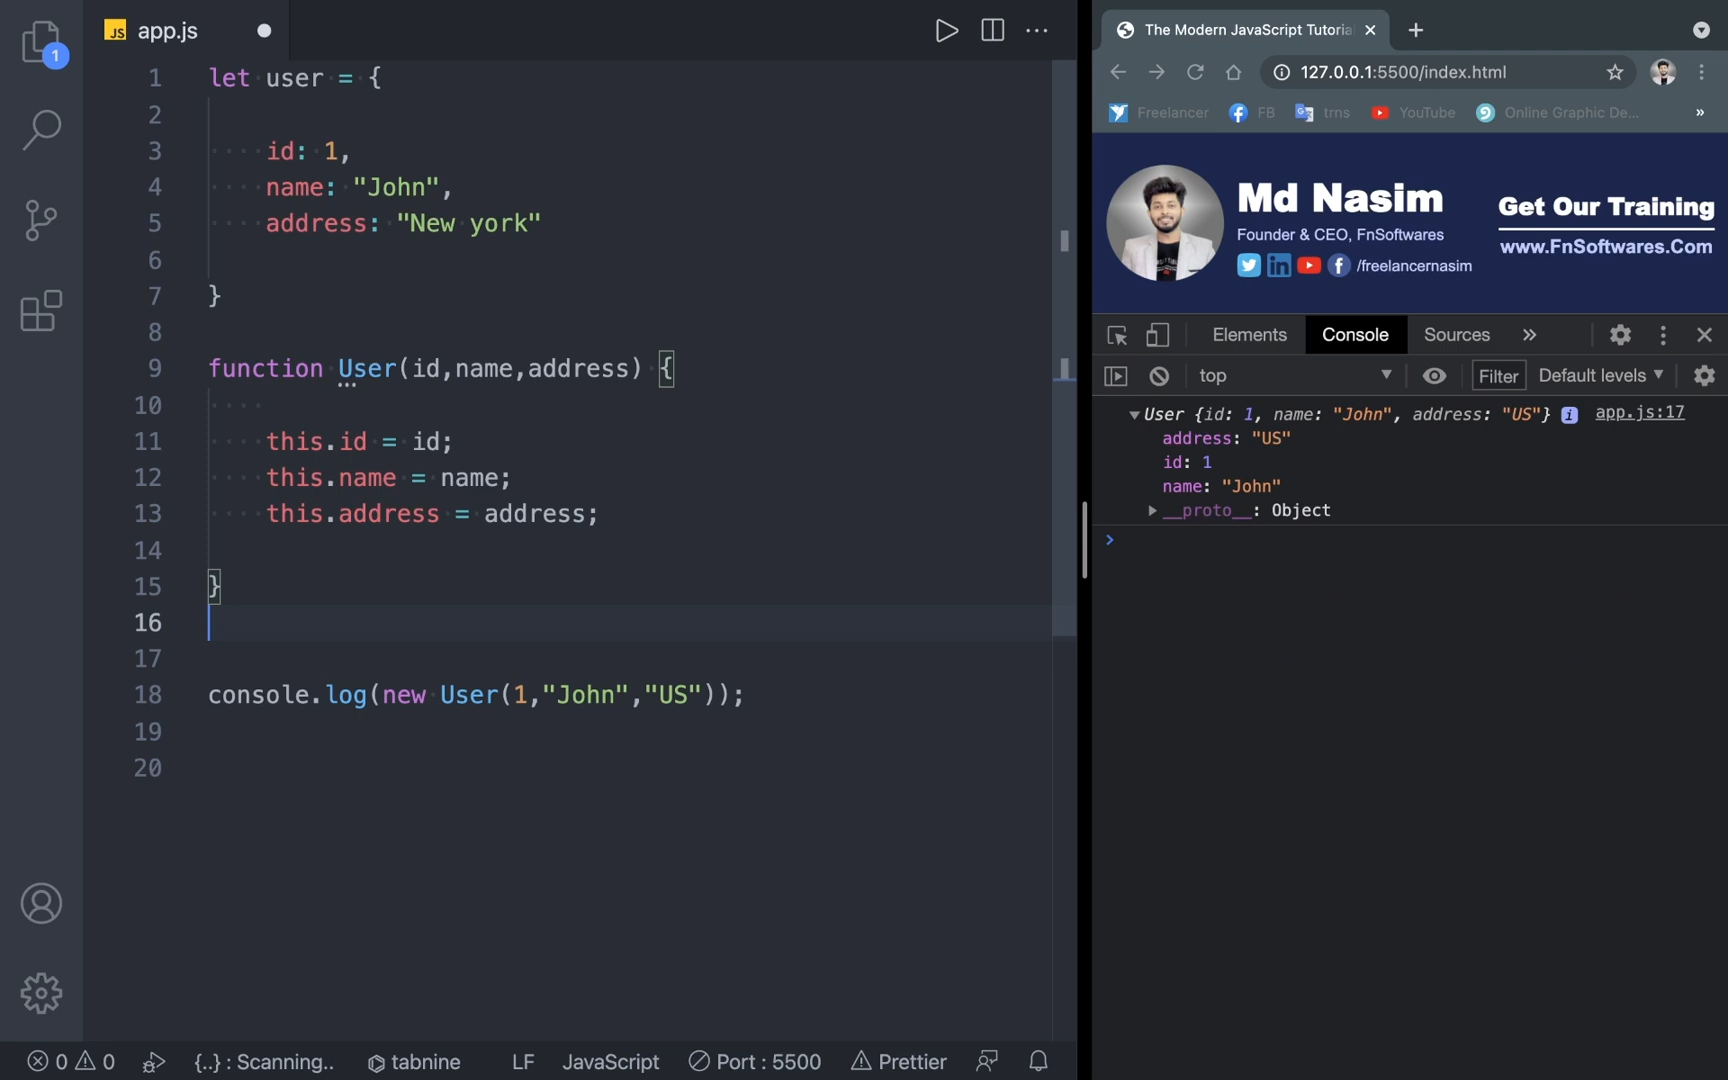 1
JS app.js
1 let user = {
2
3 id: 1,
4 name: "John",
5 address: "New york"
6
7 }
8
9 function User(id,name,address) {
10
11 this.id = id;
12 this.name = name;
13 this.address = address;
14
15 }
16
17
18 console.log(new User(1,"John","US"));
19
20
0 0 {..} : Scanning.. tabnine LF JavaScript Port : 5500 Prettier
The Modern JavaScript Tutoria
127.0.0.1:5500/index.html
Freelancer FB trns YouTube Online Graphic De... »
Md Nasim
Founder & CEO, FnSoftwares
/freelancernasim
Get Our Training
www.FnSoftwares.Com
Elements Console Sources »
top Filter Default levels
User {id: 1, name: "John", address: "US"} i app.js:17
address: "US"
id: 1
name: "John"
__proto__: Object